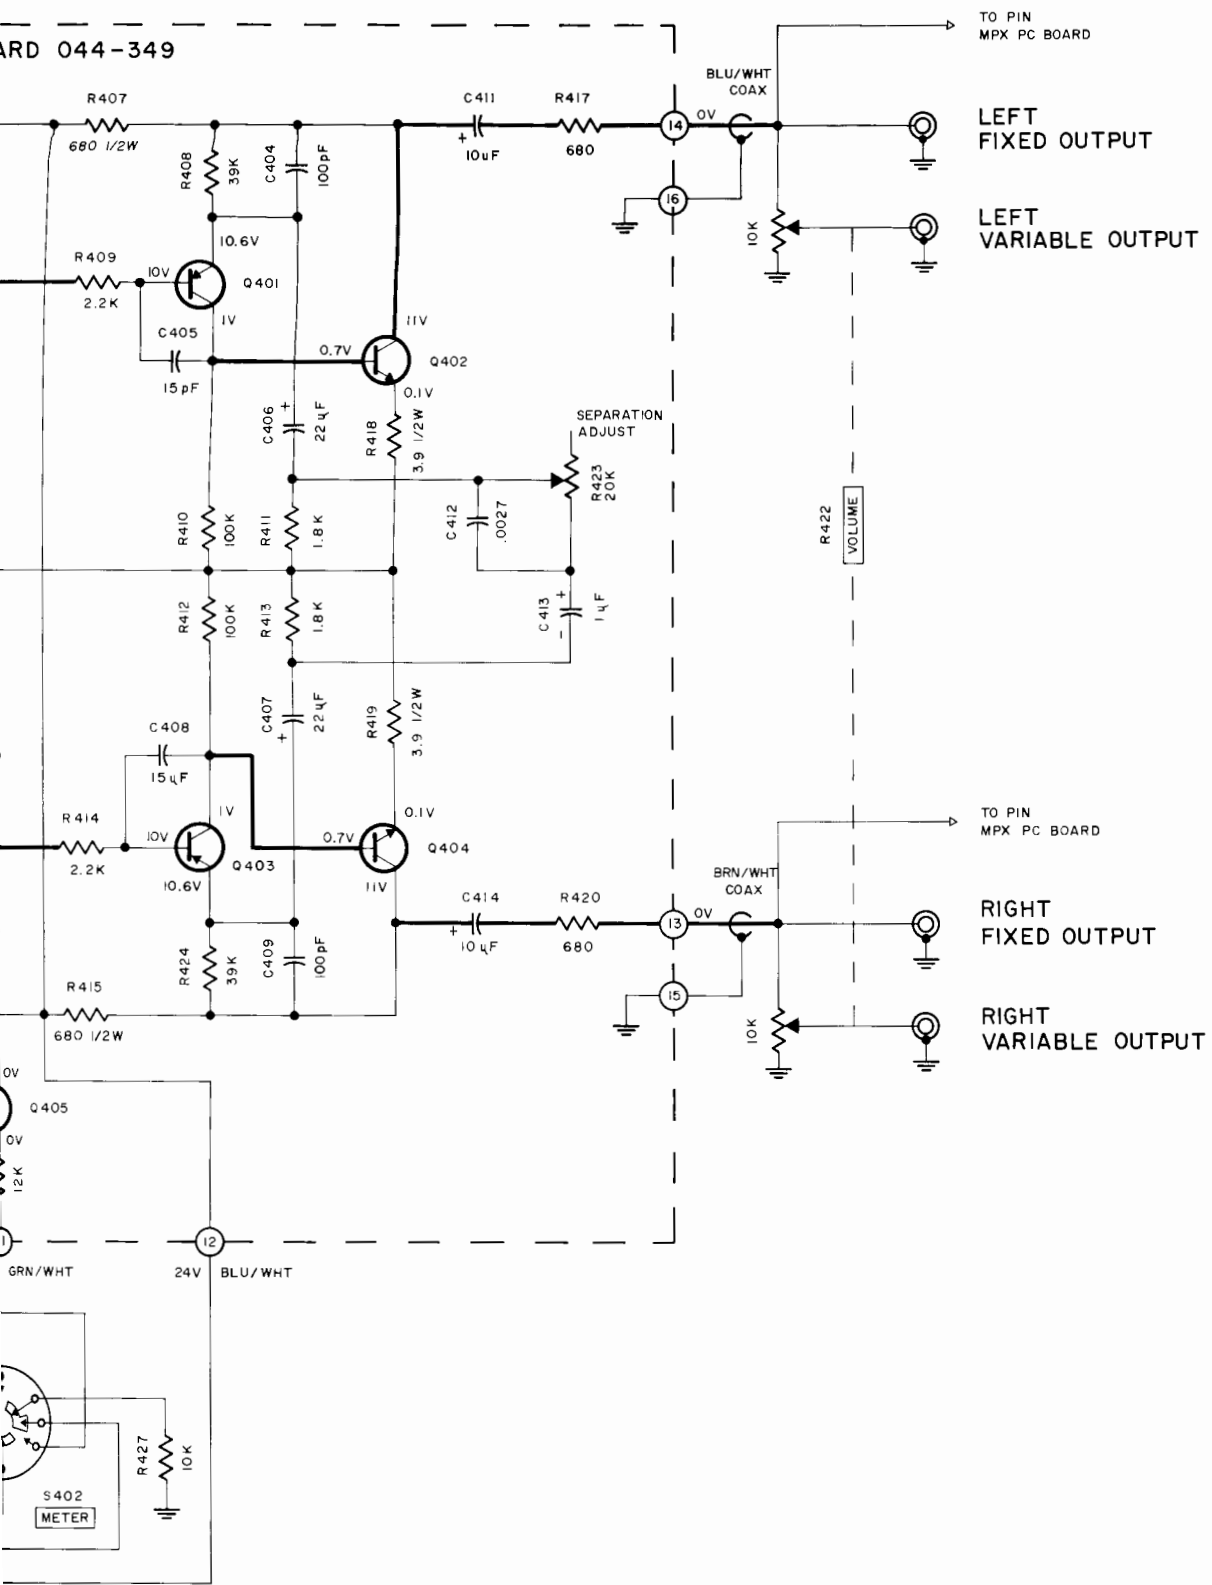 TO PIN
MPX PC BOARD
ARD 044-349
BLU/WHT
COAX
R407
680 1/2W
C411
+
10uF
R417
680
14
0V
LEFT
FIXED OUTPUT
R408
39K
C404
100pF
16
10K
LEFT
VARIABLE OUTPUT
10.6V
R409
2.2K
10V
Q401
1V
C405
15pF
11V
0.7V
Q402
0.1V
C406
+
22uF
R418
3.9 1/2W
SEPARATION
ADJUST
R423
20K
R410
100K
R411
1.8K
C412
.0027
R422
VOLUME
R412
100K
R413
1.8K
C413
+
-
1uF
C407
+
22uF
R419
3.9 1/2W
C408
15uF
1V
0.1V
R414
2.2K
10V
Q403
0.7V
Q404
10.6V
11V
TO PIN
MPX PC BOARD
BRN/WHT
COAX
C414
+
10uF
R420
680
13
0V
RIGHT
FIXED OUTPUT
R424
39K
C409
100pF
15
10K
RIGHT
VARIABLE OUTPUT
R415
680 1/2W
0V
Q405
0V
12K
12
GRN/WHT
24V
BLU/WHT
R427
10K
S402
METER